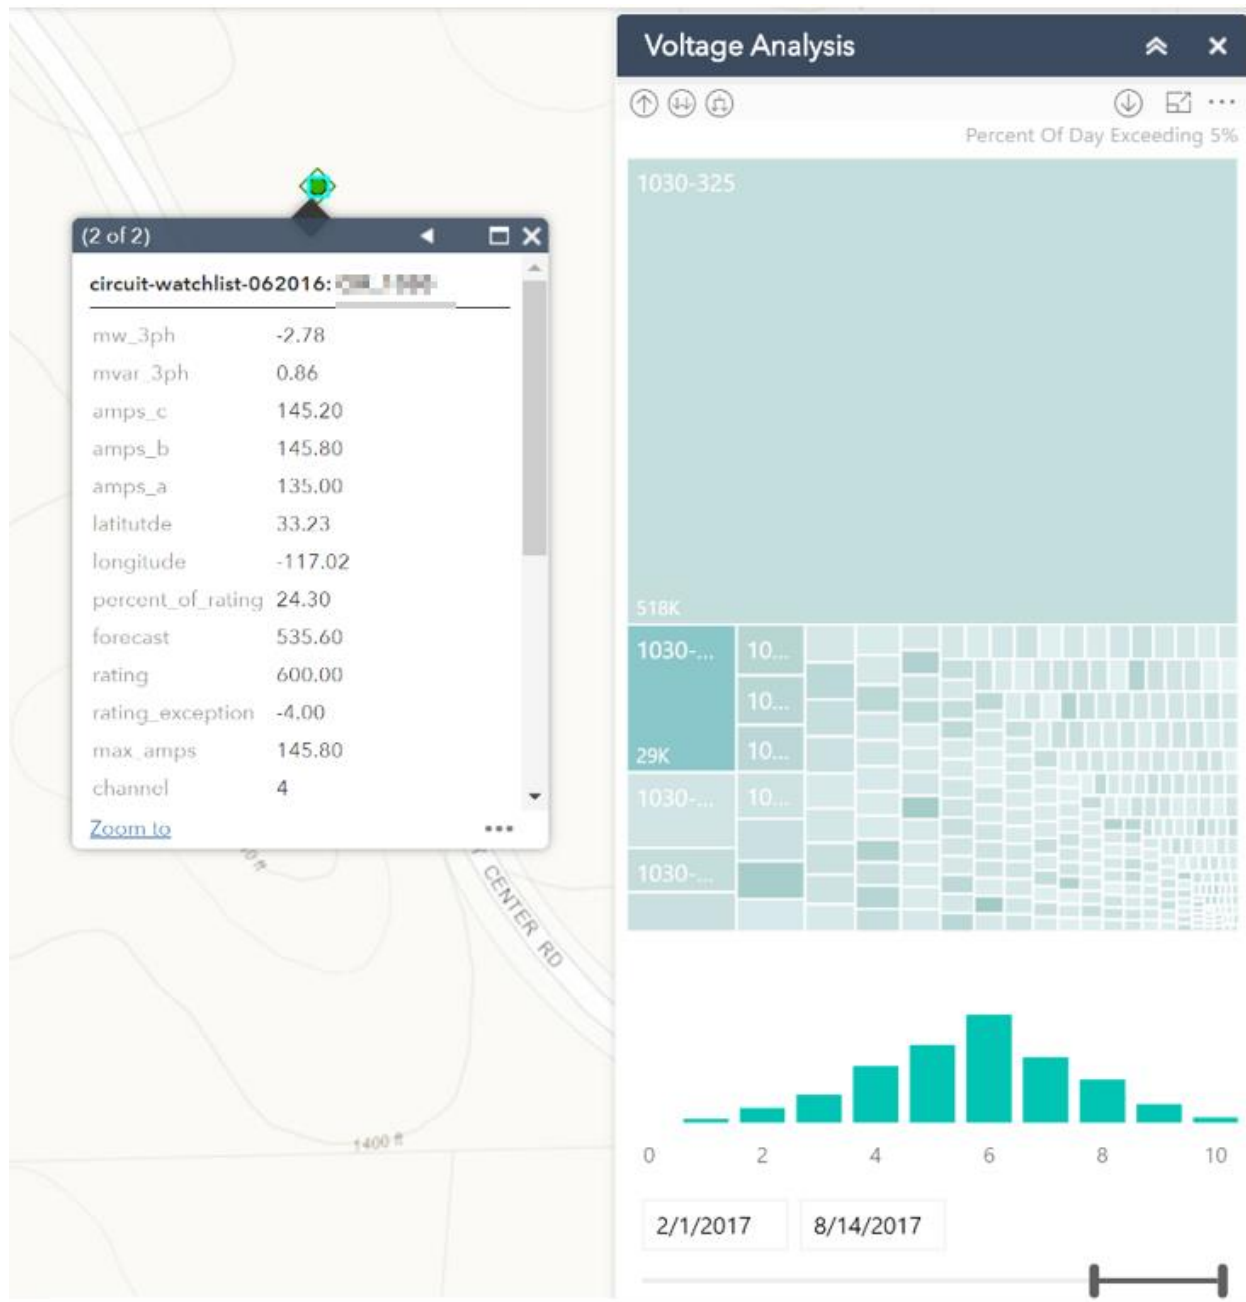 Voltage Analysis
Percent Of Day Exceeding 5%
1030-325
518K
1030-...
29K
1030-...
1030-...
10...
10...
10...
10...
0 2 4 6 8 10
2/1/2017 8/14/2017
(2 of 2)
circuit-watchlist-062016:
mw_3ph -2.78
mvar_3ph 0.86
amps_c 145.20
amps_b 145.80
amps_a 135.00
latitutde 33.23
longitude -117.02
percent_of_rating 24.30
forecast 535.60
rating 600.00
rating_exception -4.00
max_amps 145.80
channel 4
Zoom to
CENTER RD
1400 ft